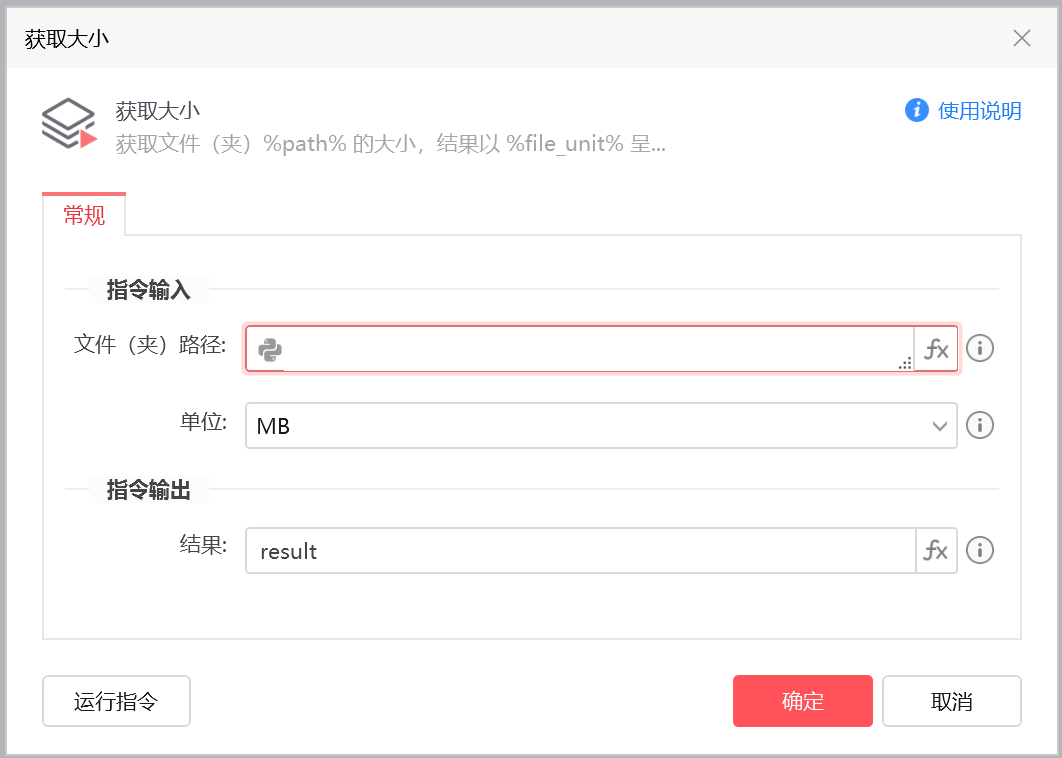 获取大小
获取大小
使用说明
获取文件（夹）%path% 的大小，结果以 %file_unit% 呈...
常规
指令输入
文件（夹）路径:
fx
单位:
MB
指令输出
结果:
result
fx
运行指令
确定
取消